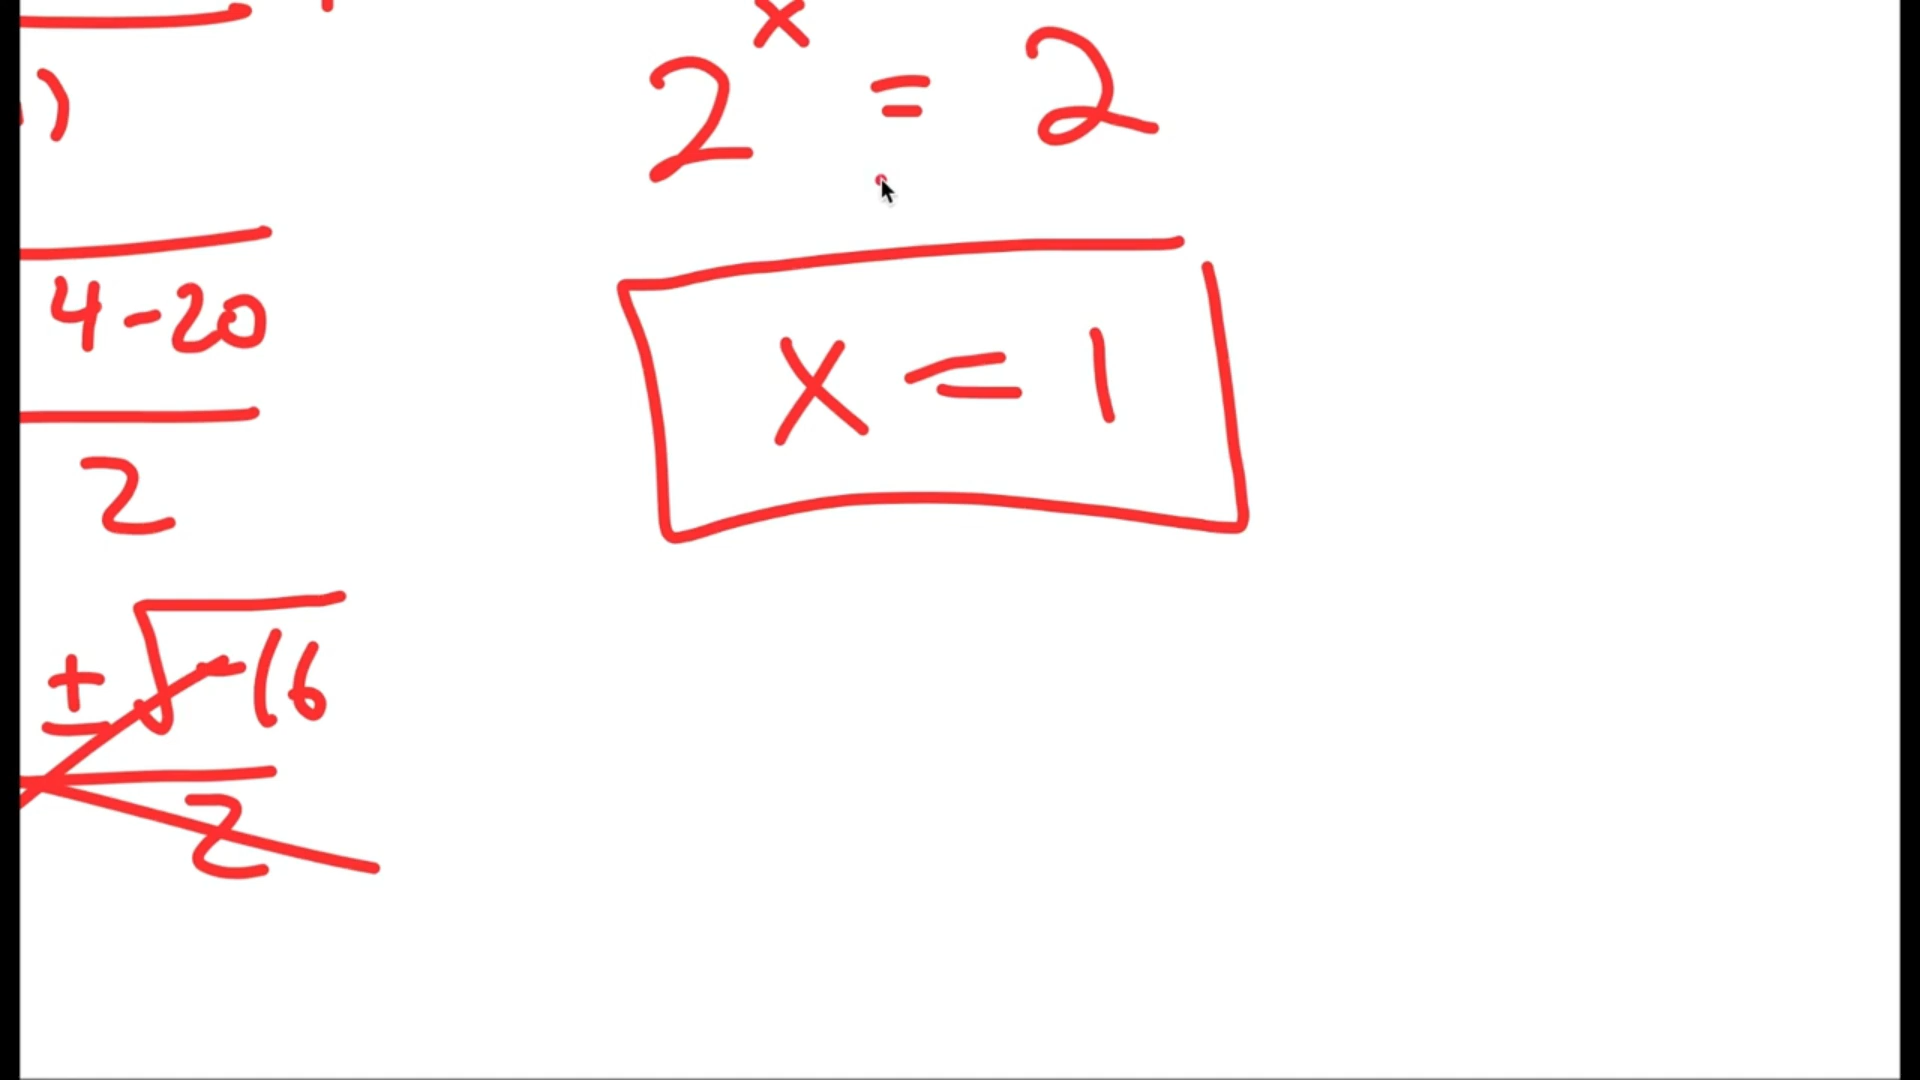 )
4-20
2
± √-16
2
2^x = 2
x = 1